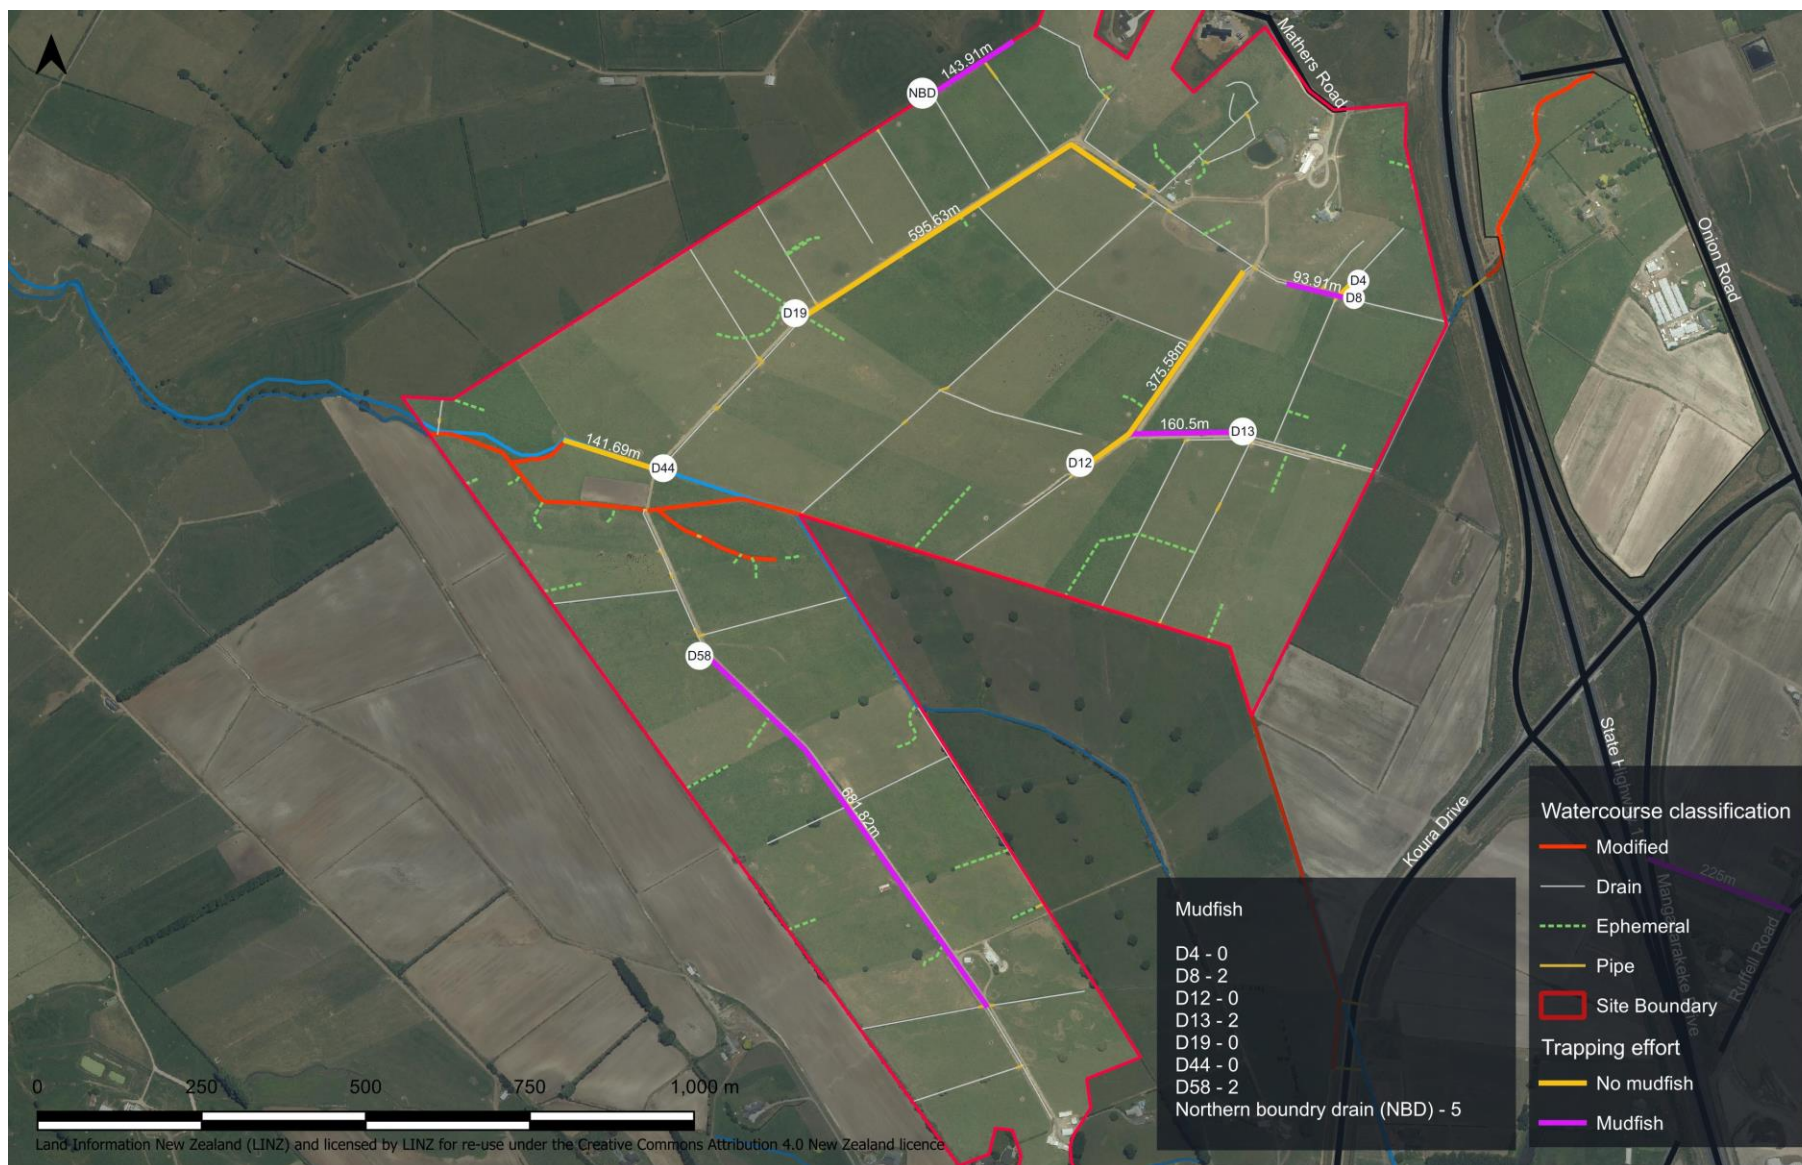 Mathers Road
143.91m
NBD
Onion Road
595.63m
D4
93.91m
D8
D19
375.58m
160.5m
D13
141.69m
D12
D44
D58
681.82m
State Highway 1
Koura Drive
225m
Ruffell Road
Watercourse classification
Modified
Drain
Ephemeral
Pipe
Site Boundary
Trapping effort
No mudfish
Mudfish
Mudfish
D4 - 0
D8 - 2
D12 - 0
D13 - 2
D19 - 0
D44 - 0
D58 - 2
Northern boundry drain (NBD) - 5
0 250 500 750 1,000 m
Land Information New Zealand (LINZ) and licensed by LINZ for re-use under the Creative Commons Attribution 4.0 New Zealand licence